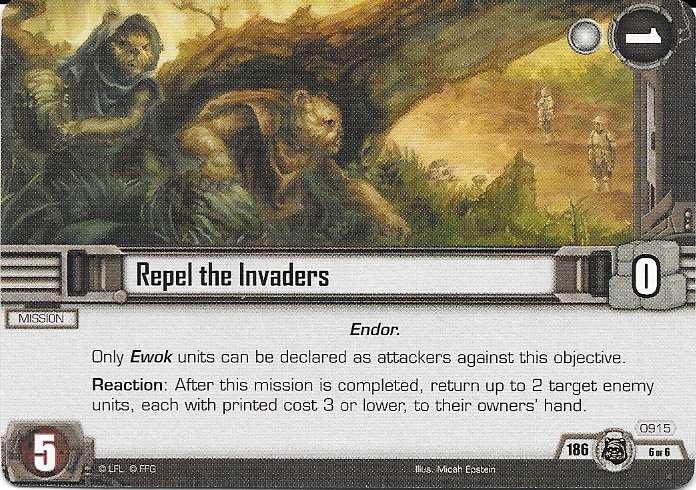 1
Repel the Invaders
0
MISSION
Endor.
Only Ewok units can be declared as attackers against this objective.
Reaction: After this mission is completed, return up to 2 target enemy
units, each with printed cost 3 or lower, to their owners' hand.
5
© LFL © FFG
Illus. Micah Epstein
0915
186
6 OF 6